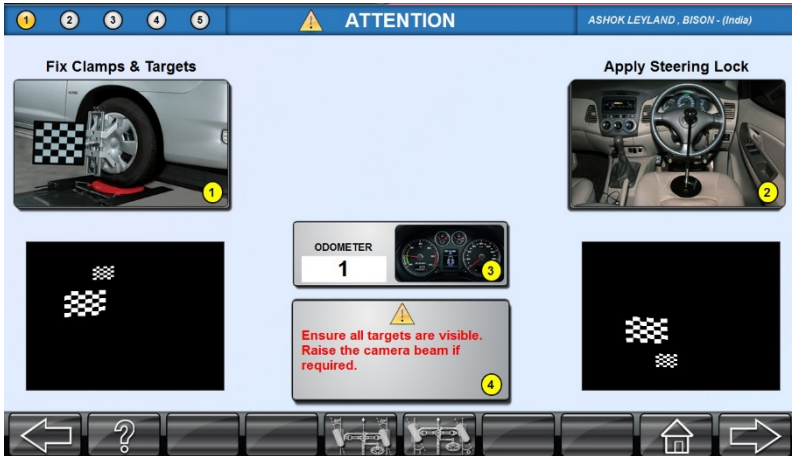 1 2 3 4 5
ATTENTION
ASHOK LEYLAND , BISON - (India)
Fix Clamps & Targets
Apply Steering Lock
1
2
ODOMETER
1
3
Ensure all targets are visible.
Raise the camera beam if
required.
4
?